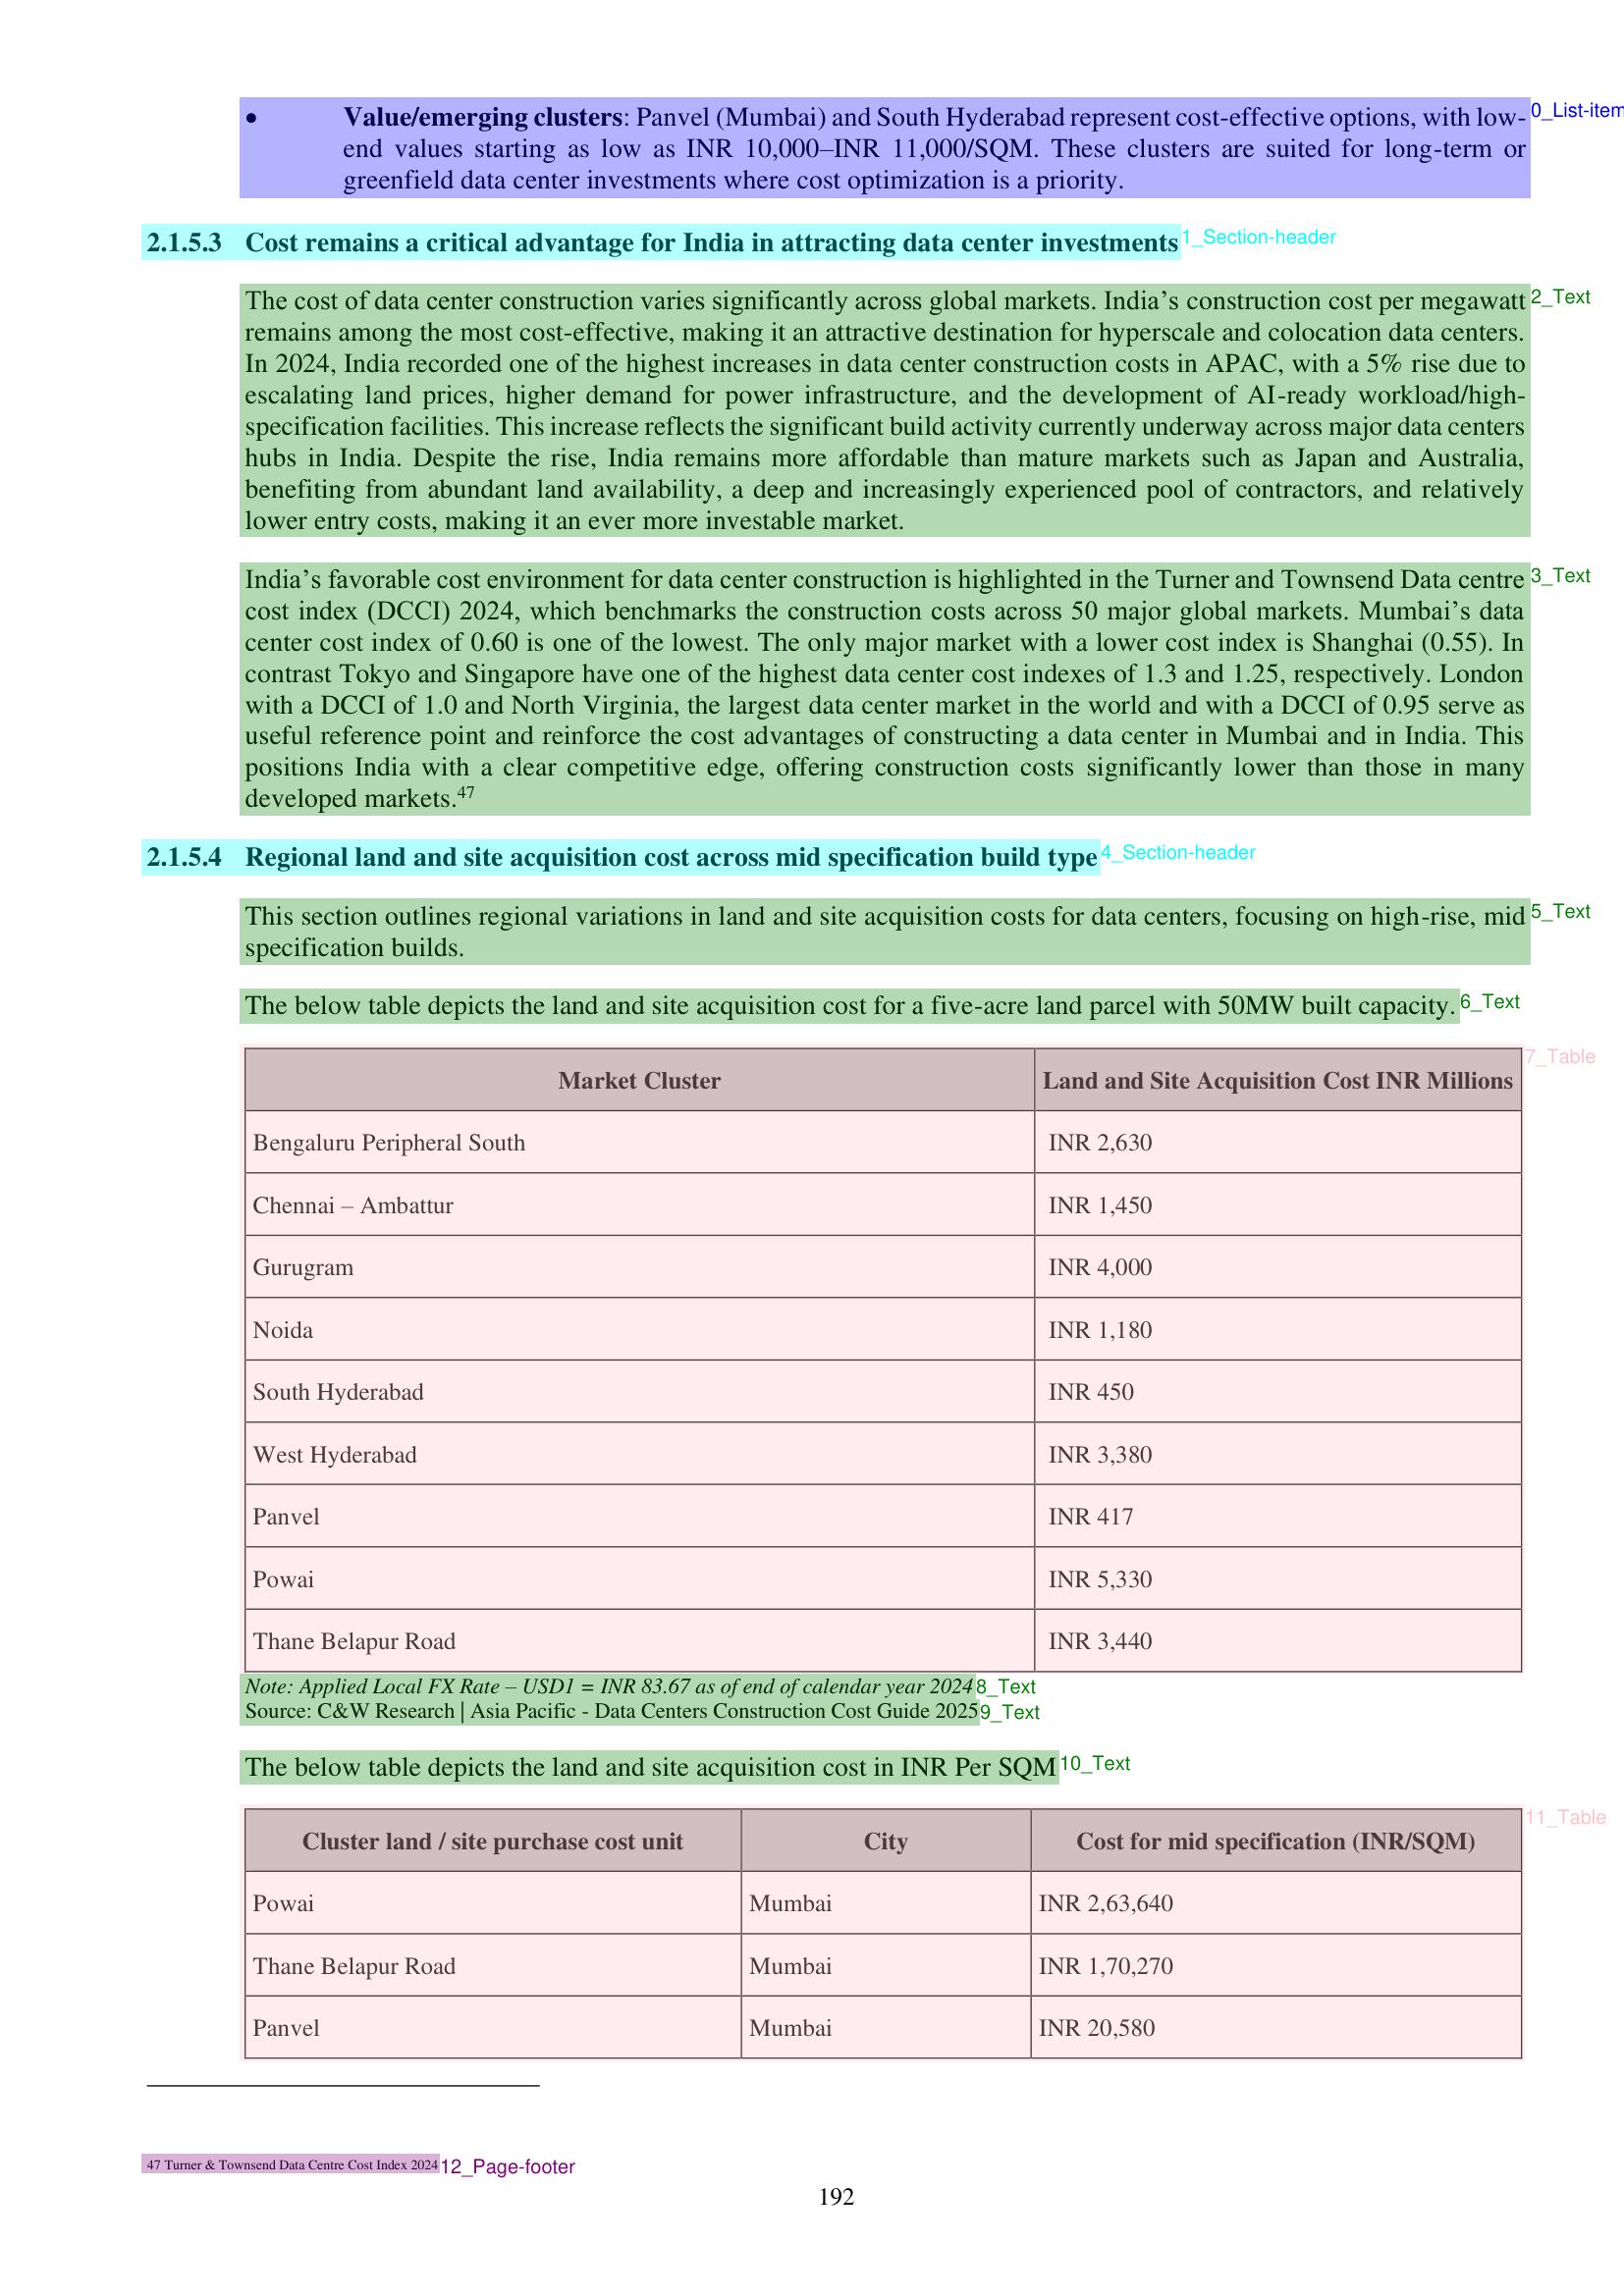 • Value/emerging clusters: Panvel (Mumbai) and South Hyderabad represent cost-effective options, with low-
end values starting as low as INR 10,000–INR 11,000/SQM. These clusters are suited for long-term or
greenfield data center investments where cost optimization is a priority.
0_List-item
2.1.5.3 Cost remains a critical advantage for India in attracting data center investments
1_Section-header
The cost of data center construction varies significantly across global markets. India’s construction cost per megawatt
remains among the most cost-effective, making it an attractive destination for hyperscale and colocation data centers.
In 2024, India recorded one of the highest increases in data center construction costs in APAC, with a 5% rise due to
escalating land prices, higher demand for power infrastructure, and the development of AI-ready workload/high-
specification facilities. This increase reflects the significant build activity currently underway across major data centers
hubs in India. Despite the rise, India remains more affordable than mature markets such as Japan and Australia,
benefiting from abundant land availability, a deep and increasingly experienced pool of contractors, and relatively
lower entry costs, making it an ever more investable market.
2_Text
India’s favorable cost environment for data center construction is highlighted in the Turner and Townsend Data centre
cost index (DCCI) 2024, which benchmarks the construction costs across 50 major global markets. Mumbai’s data
center cost index of 0.60 is one of the lowest. The only major market with a lower cost index is Shanghai (0.55). In
contrast Tokyo and Singapore have one of the highest data center cost indexes of 1.3 and 1.25, respectively. London
with a DCCI of 1.0 and North Virginia, the largest data center market in the world and with a DCCI of 0.95 serve as
useful reference point and reinforce the cost advantages of constructing a data center in Mumbai and in India. This
positions India with a clear competitive edge, offering construction costs significantly lower than those in many
developed markets.47
3_Text
2.1.5.4 Regional land and site acquisition cost across mid specification build type
4_Section-header
This section outlines regional variations in land and site acquisition costs for data centers, focusing on high-rise, mid
specification builds.
5_Text
The below table depicts the land and site acquisition cost for a five-acre land parcel with 50MW built capacity.
6_Text
7_Table
Market Cluster Land and Site Acquisition Cost INR Millions
Bengaluru Peripheral South INR 2,630
Chennai – Ambattur INR 1,450
Gurugram INR 4,000
Noida INR 1,180
South Hyderabad INR 450
West Hyderabad INR 3,380
Panvel INR 417
Powai INR 5,330
Thane Belapur Road INR 3,440
Note: Applied Local FX Rate – USD1 = INR 83.67 as of end of calendar year 2024
8_Text
Source: C&W Research | Asia Pacific - Data Centers Construction Cost Guide 2025
9_Text
The below table depicts the land and site acquisition cost in INR Per SQM
10_Text
11_Table
Cluster land / site purchase cost unit City Cost for mid specification (INR/SQM)
Powai Mumbai INR 2,63,640
Thane Belapur Road Mumbai INR 1,70,270
Panvel Mumbai INR 20,580
47 Turner & Townsend Data Centre Cost Index 2024
12_Page-footer
192